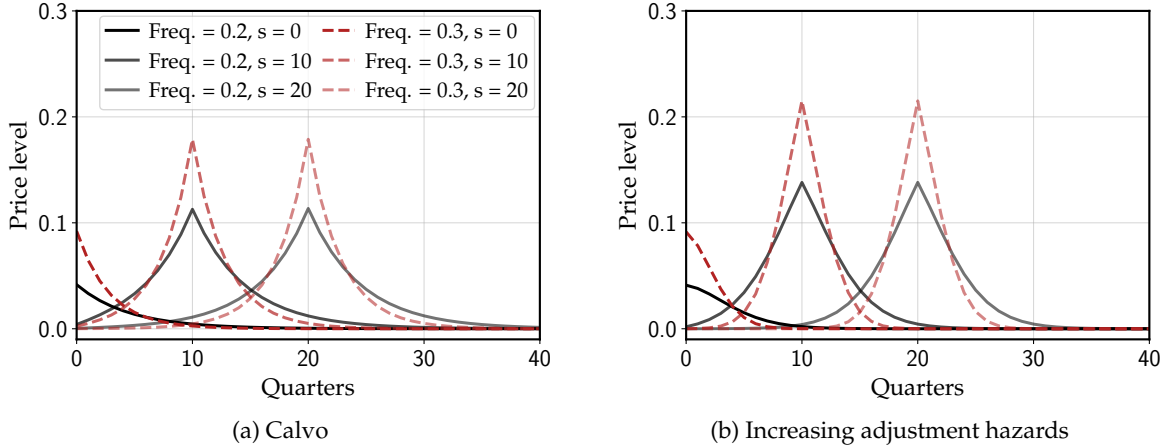 0.3
0.2
0.1
0.0
Price level
Freq. = 0.2, s = 0
Freq. = 0.2, s = 10
Freq. = 0.2, s = 20
Freq. = 0.3, s = 0
Freq. = 0.3, s = 10
Freq. = 0.3, s = 20
0 10 20 30 40
Quarters
(a) Calvo
0.3
0.2
0.1
0.0
Price level
0 10 20 30 40
Quarters
(b) Increasing adjustment hazards